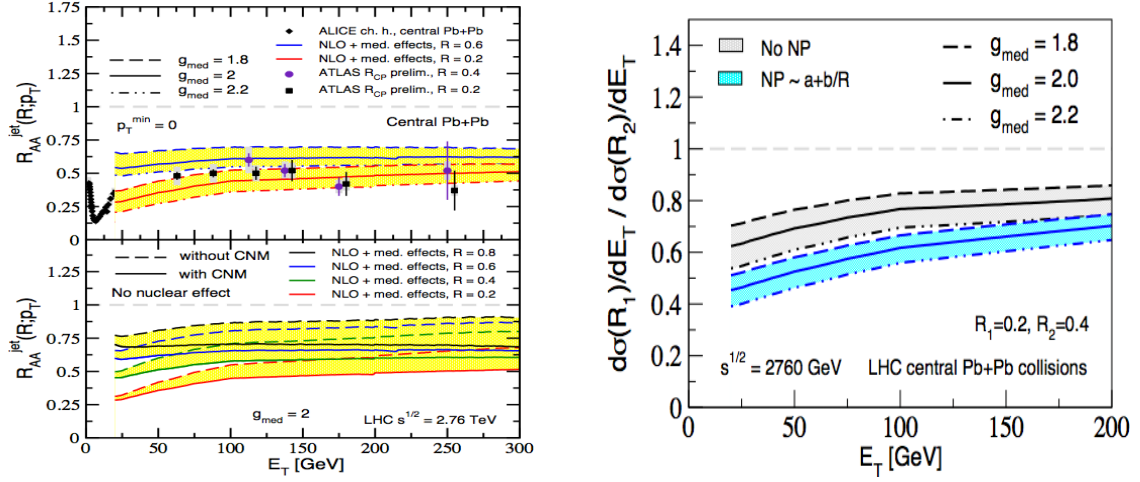 1.75
1.5
1.25
1
0.75
0.5
0.25
0
R_AA^jet(R;p_T)
g_med = 1.8
g_med = 2
g_med = 2.2
ALICE ch. h., central Pb+Pb
NLO + med. effects, R = 0.6
NLO + med. effects, R = 0.2
ATLAS R_CP prelim., R = 0.4
ATLAS R_CP prelim., R = 0.2
p_T^min = 0
Central Pb+Pb
1.25
1
0.75
0.5
0.25
0
R_AA^jet(R;p_T)
without CNM
with CNM
No nuclear effect
NLO + med. effects, R = 0.8
NLO + med. effects, R = 0.6
NLO + med. effects, R = 0.4
NLO + med. effects, R = 0.2
g_med = 2
LHC s^1/2 = 2.76 TeV
0 25 50 75 100 125 150 175 200 225 250 275 300
E_T [GeV]
1.4
1.2
1
0.8
0.6
0.4
0.2
0
dσ(R_1)/dE_T / dσ(R_2)/dE_T
No NP
NP ~ a+b/R
g_med = 1.8
g_med = 2.0
g_med = 2.2
R_1=0.2, R_2=0.4
s^1/2 = 2760 GeV LHC central Pb+Pb collisions
0 50 100 150 200
E_T [GeV]